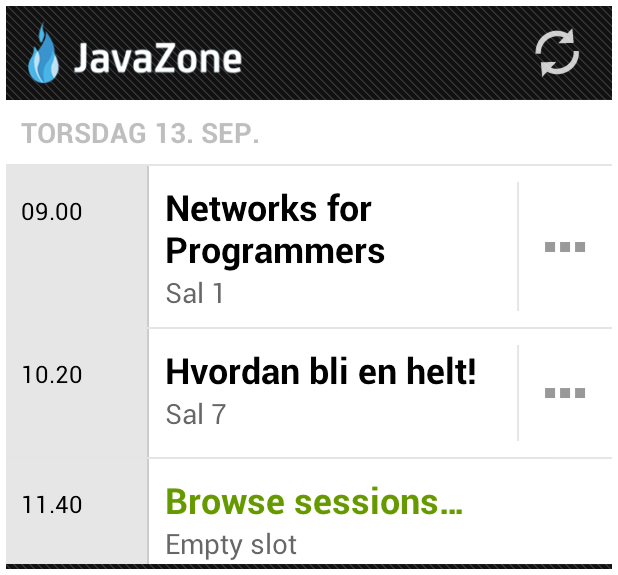 JavaZone
TORSDAG 13. SEP.
09.00
Networks for
Programmers
Sal 1
10.20
Hvordan bli en helt!
Sal 7
11.40
Browse sessions...
Empty slot